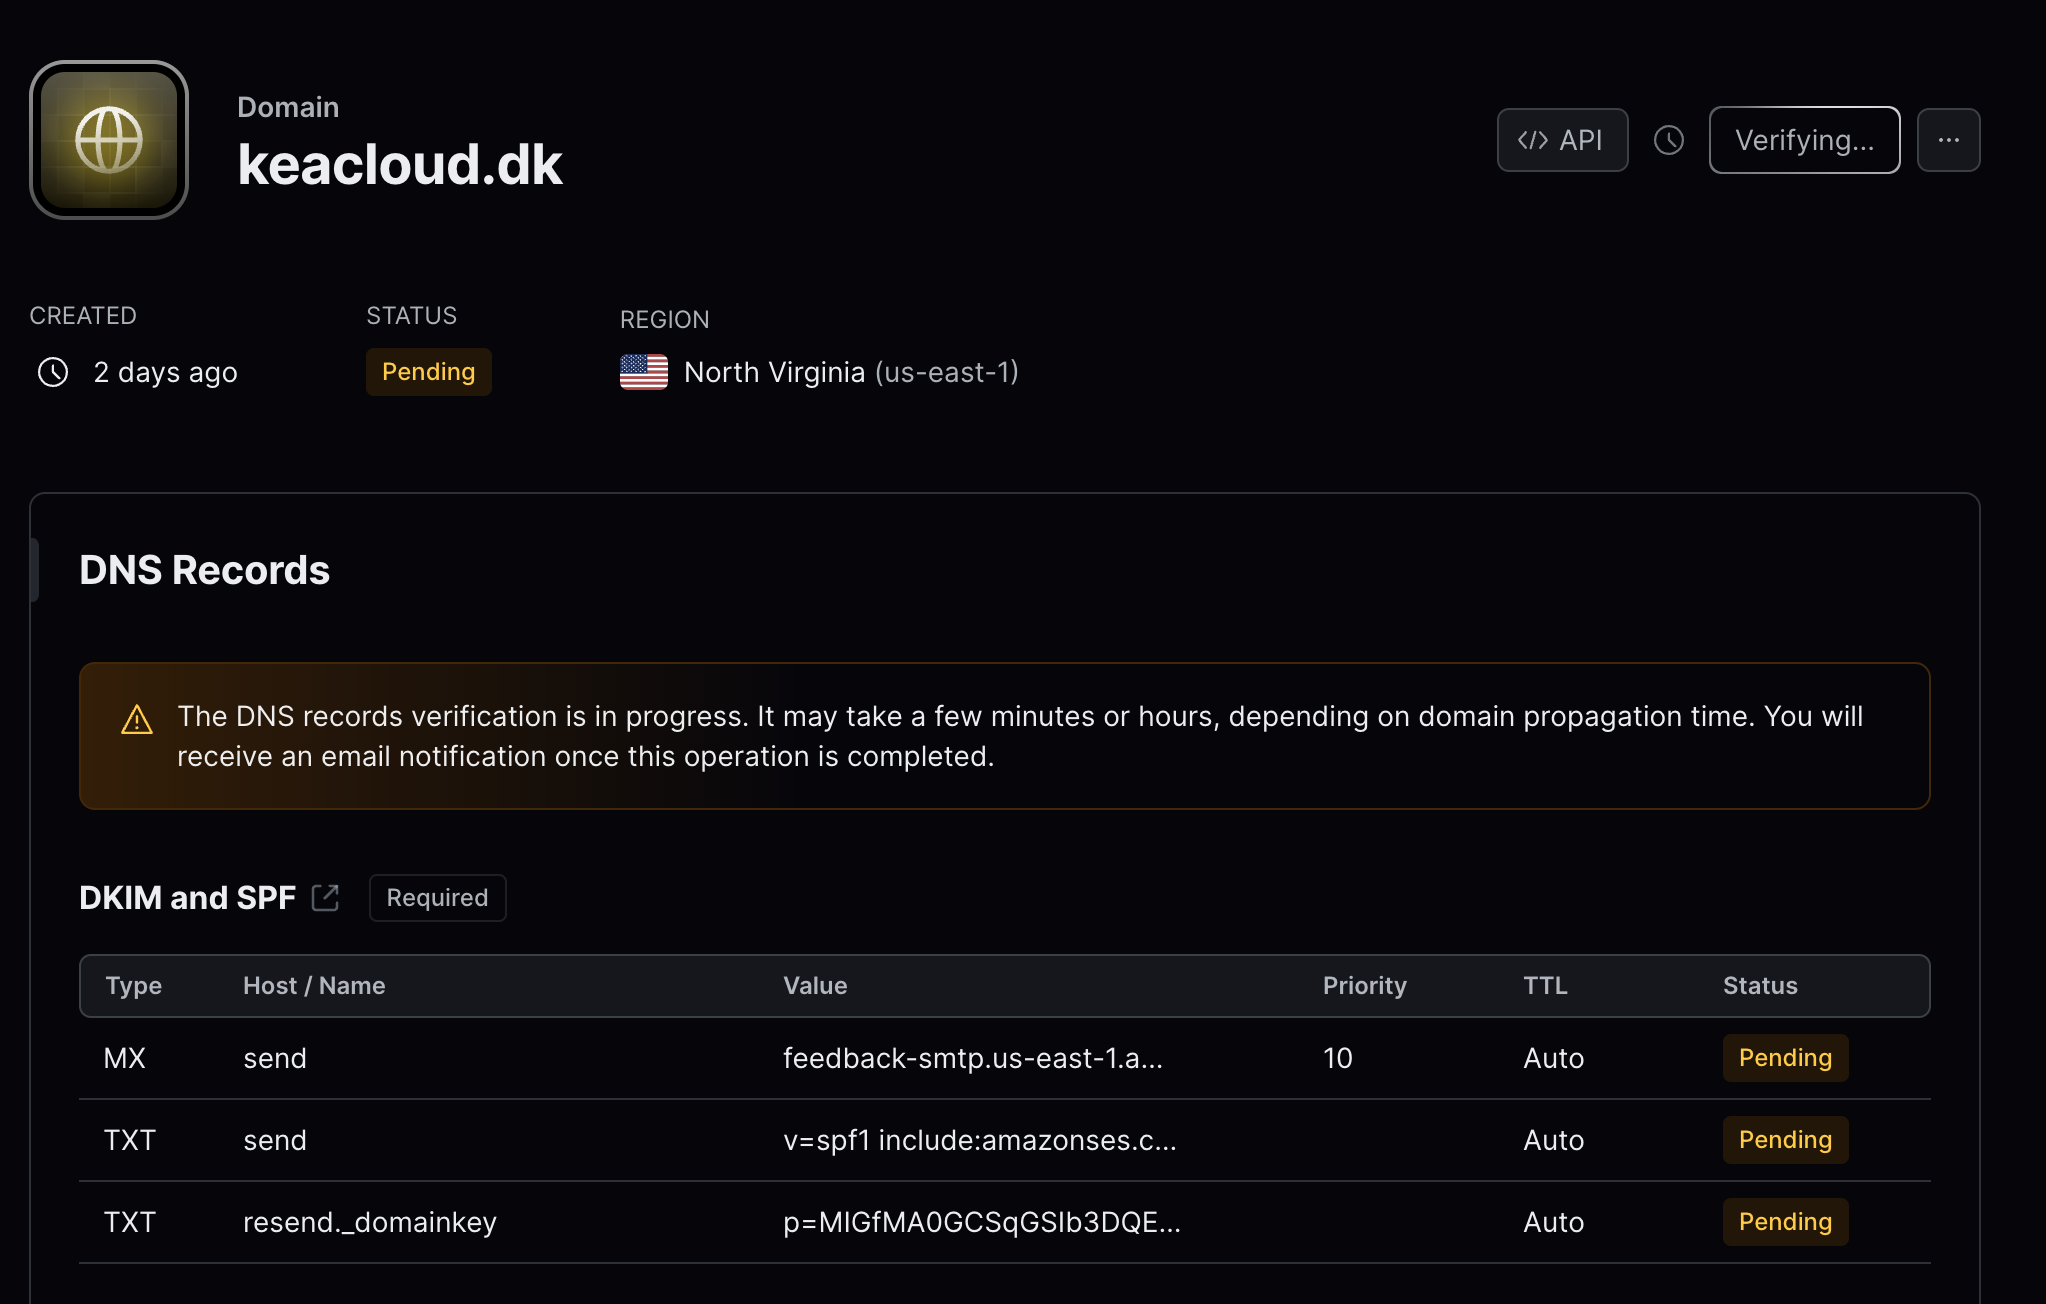 Domain
keacloud.dk
</> API
Verifying...
...
CREATED
2 days ago
STATUS
Pending
REGION
North Virginia (us-east-1)
DNS Records
The DNS records verification is in progress. It may take a few minutes or hours, depending on domain propagation time. You will
receive an email notification once this operation is completed.
DKIM and SPF Required
Type Host / Name Value Priority TTL Status
MX send feedback-smtp.us-east-1.a... 10 Auto Pending
TXT send v=spf1 include:amazonses.c... Auto Pending
TXT resend._domainkey p=MIGfMA0GCSqGSIb3DQE... Auto Pending